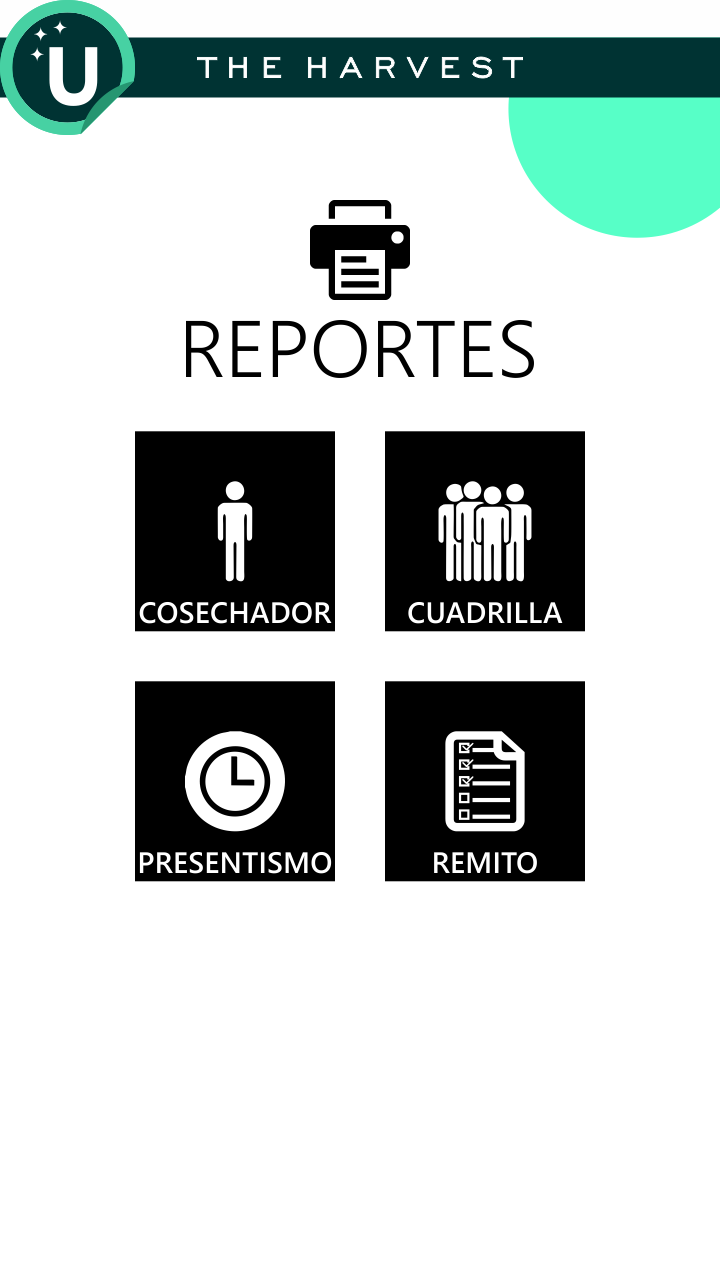 U
THE HARVEST
REPORTES
COSECHADOR
CUADRILLA
PRESENTISMO
REMITO